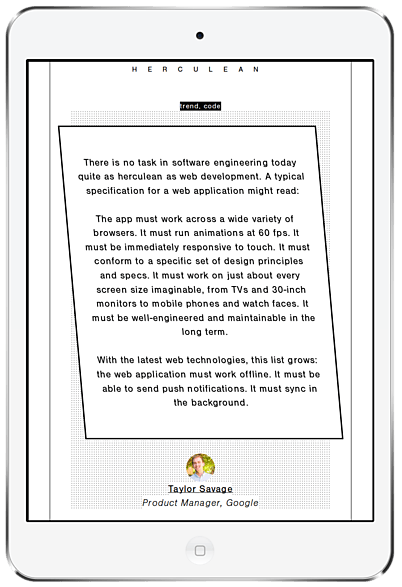 HERCULEAN
trend, code
There is no task in software engineering today
quite as herculean as web development. A typical
specification for a web application might read:
The app must work across a wide variety of
browsers. It must run animations at 60 fps. It
must be immediately responsive to touch. It must
conform to a specific set of design principles
and specs. It must work on just about every
screen size imaginable, from TVs and 30-inch
monitors to mobile phones and watch faces. It
must be well-engineered and maintainable in the
long term.
With the latest web technologies, this list grows:
the web application must work offline. It must be
able to send push notifications. It must sync in
the background.
Taylor Savage
Product Manager, Google